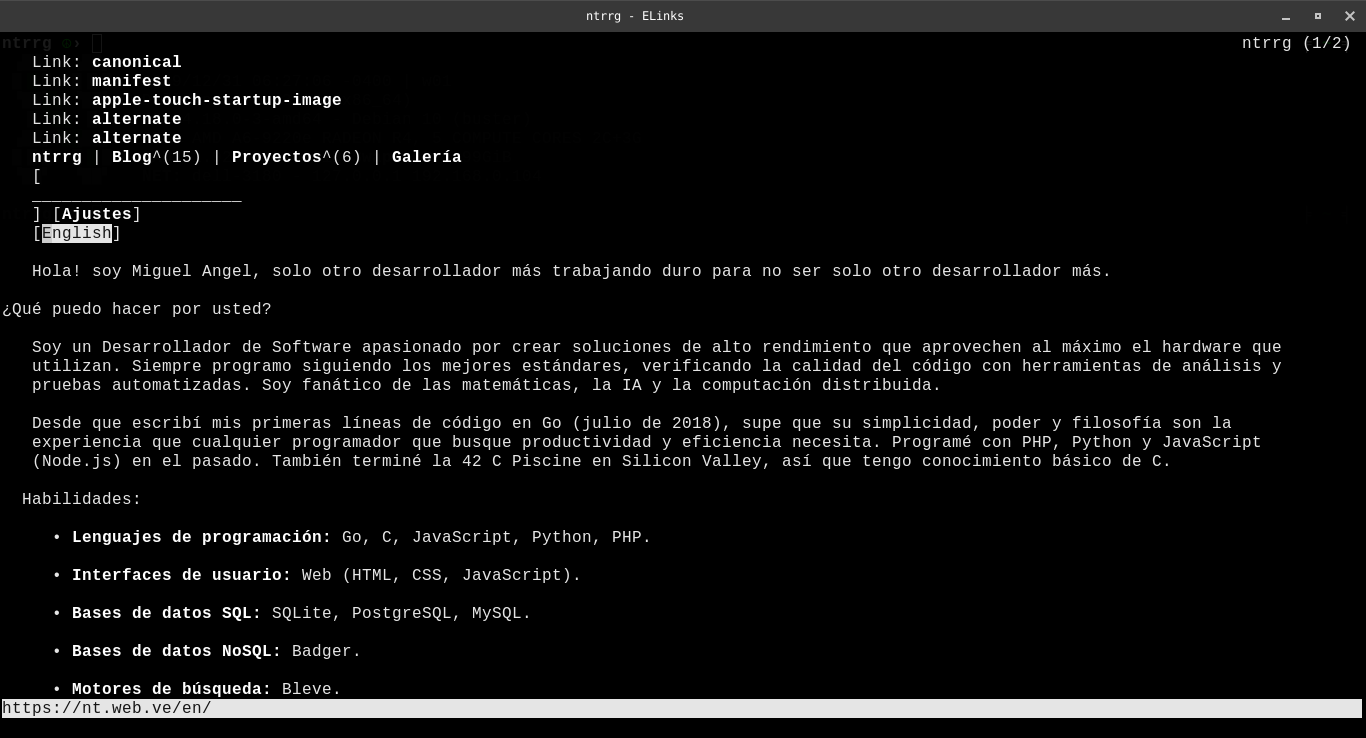 ntrrg - ELinks
ntrrg ⊙›
ntrrg (1/2)
Link: canonical
Link: manifest
Link: apple-touch-startup-image
Link: alternate
Link: alternate
ntrrg | Blog^(15) | Proyectos^(6) | Galería
[
_____________________
] [Ajustes]
[English]
Hola! soy Miguel Angel, solo otro desarrollador más trabajando duro para no ser solo otro desarrollador más.
¿Qué puedo hacer por usted?
Soy un Desarrollador de Software apasionado por crear soluciones de alto rendimiento que aprovechen al máximo el hardware que
utilizan. Siempre programo siguiendo los mejores estándares, verificando la calidad del código con herramientas de análisis y
pruebas automatizadas. Soy fanático de las matemáticas, la IA y la computación distribuida.
Desde que escribí mis primeras líneas de código en Go (julio de 2018), supe que su simplicidad, poder y filosofía son la
experiencia que cualquier programador que busque productividad y eficiencia necesita. Programé con PHP, Python y JavaScript
(Node.js) en el pasado. También terminé la 42 C Piscine en Silicon Valley, así que tengo conocimiento básico de C.
Habilidades:
• Lenguajes de programación: Go, C, JavaScript, Python, PHP.
• Interfaces de usuario: Web (HTML, CSS, JavaScript).
• Bases de datos SQL: SQLite, PostgreSQL, MySQL.
• Bases de datos NoSQL: Badger.
• Motores de búsqueda: Bleve.
https://nt.web.ve/en/